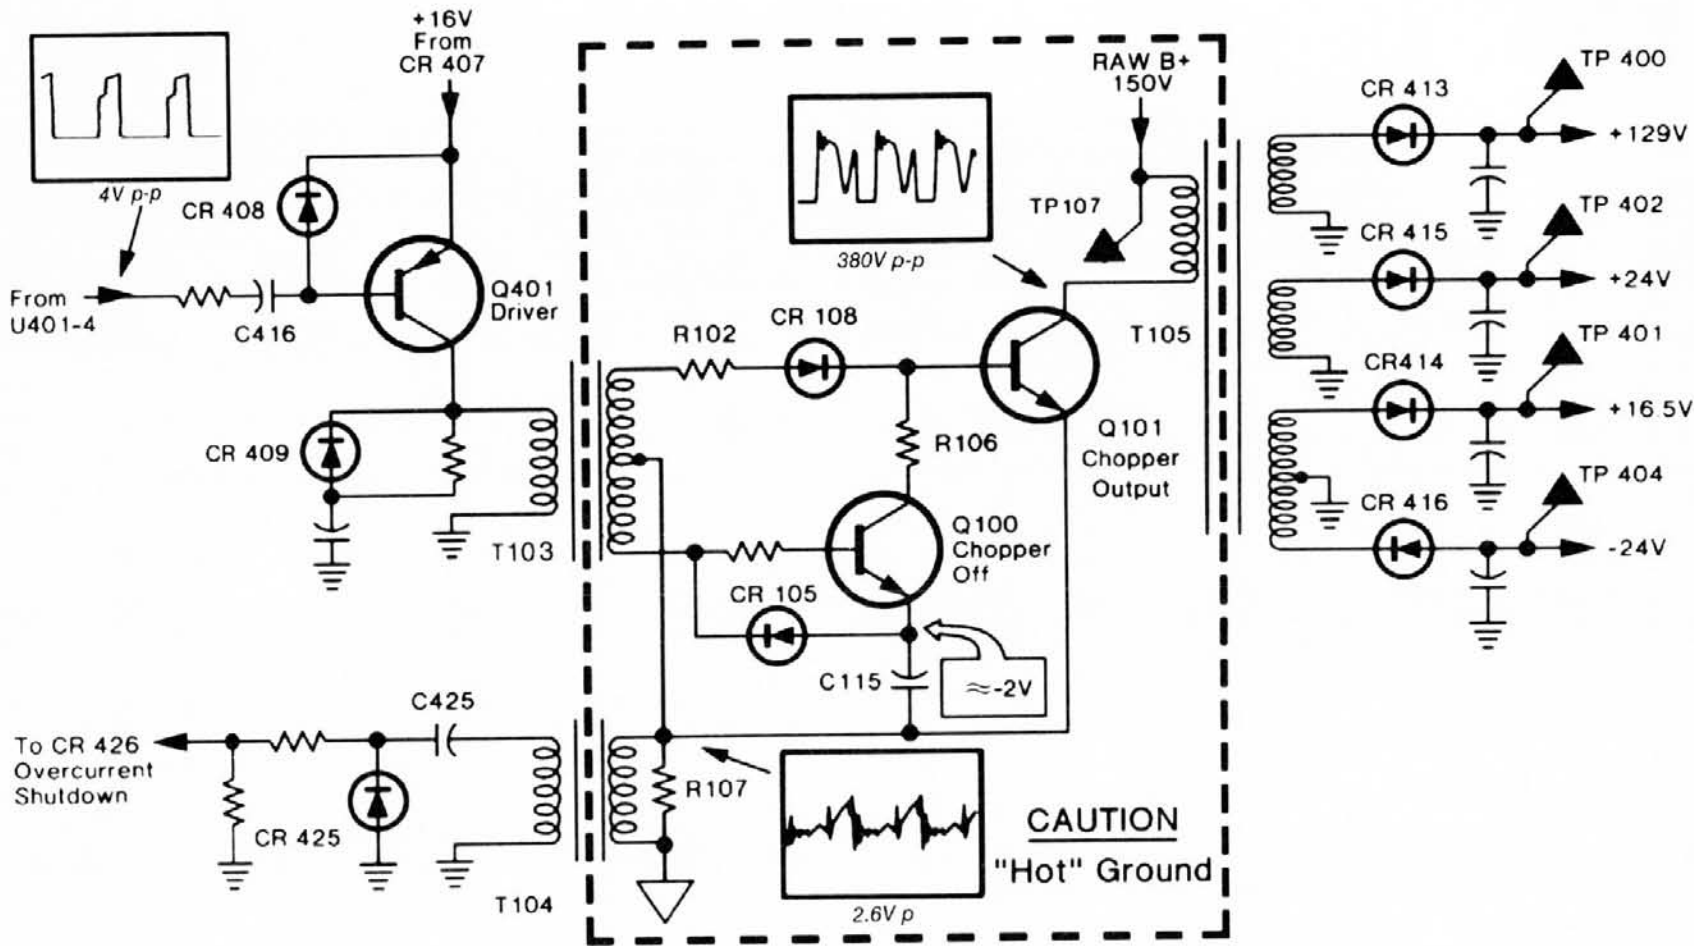 +16V
From
CR 407
4V p-p
CR 408
From
U401-4
C416
Q401
Driver
CR 409
T103
RAW B+
150V
380V p-p
TP107
R102
CR 108
T105
R106
Q101
Chopper
Output
Q100
Chopper
Off
CR 105
C115
≈-2V
CR 413
TP 400
+129V
CR 415
TP 402
+24V
CR414
TP 401
+16.5V
CR 416
TP 404
-24V
C425
To CR 426
Overcurrent
Shutdown
CR 425
T104
R107
2.6V p
CAUTION
"Hot" Ground